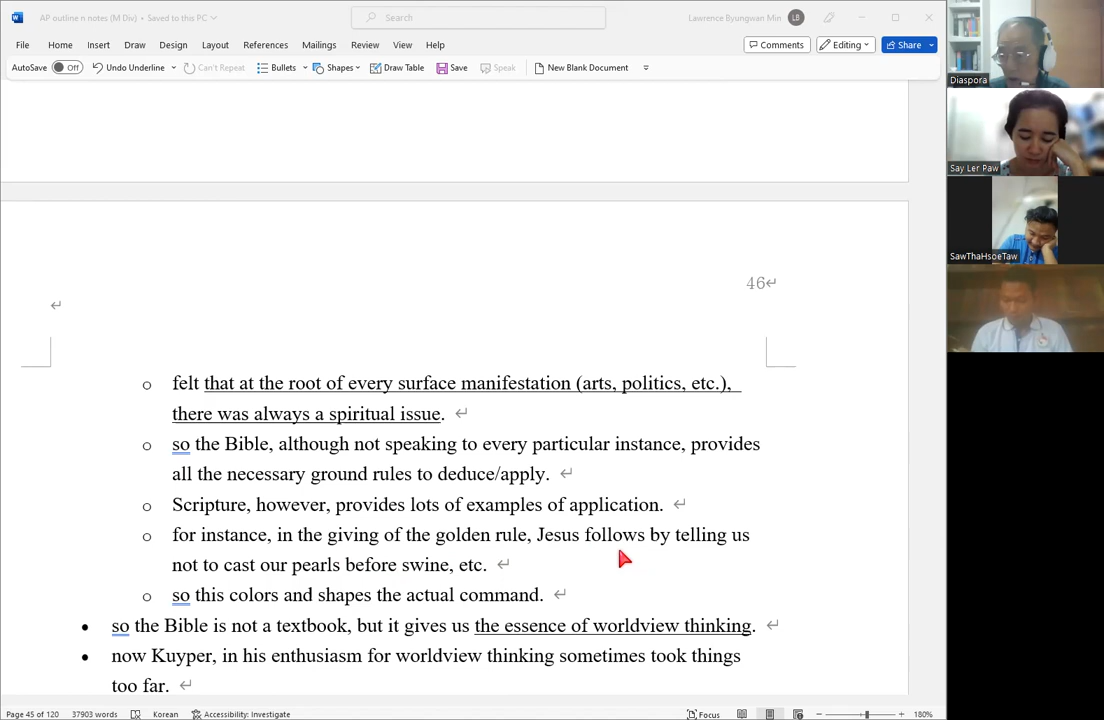 AP outline n notes (M Div) • Saved to this PC
Search
Lawrence Byungwan Min LB
File Home Insert Draw Design Layout References Mailings Review View Help
Comments Editing Share
AutoSave Off Undo Underline Can't Repeat Bullets Shapes Draw Table Save Speak New Blank Document
Diaspora
Say Ler Paw
SawThaHsoeTaw
46
felt that at the root of every surface manifestation (arts, politics, etc.),
there was always a spiritual issue.
so the Bible, although not speaking to every particular instance, provides
all the necessary ground rules to deduce/apply.
Scripture, however, provides lots of examples of application.
for instance, in the giving of the golden rule, Jesus follows by telling us
not to cast our pearls before swine, etc.
so this colors and shapes the actual command.
so the Bible is not a textbook, but it gives us the essence of worldview thinking.
now Kuyper, in his enthusiasm for worldview thinking sometimes took things
too far.
Page 45 of 120 37903 words Korean Accessibility: Investigate Focus 180%